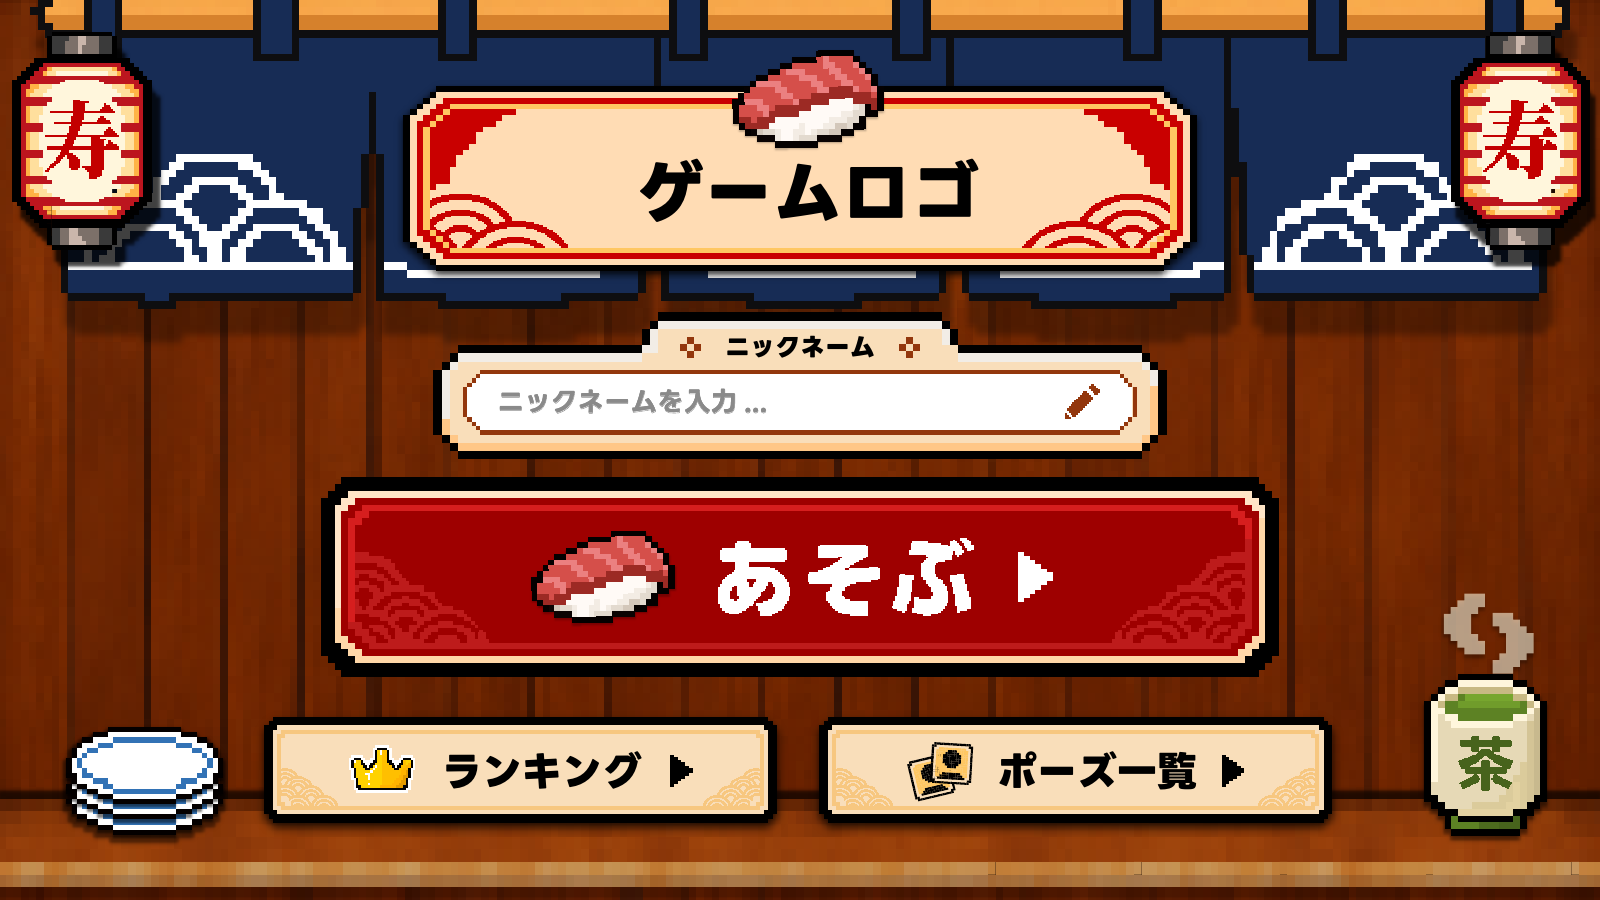 寿
寿
ゲームロゴ
ニックネーム
ニックネームを入力 ...
あそぶ
ランキング
ポーズ一覧
茶